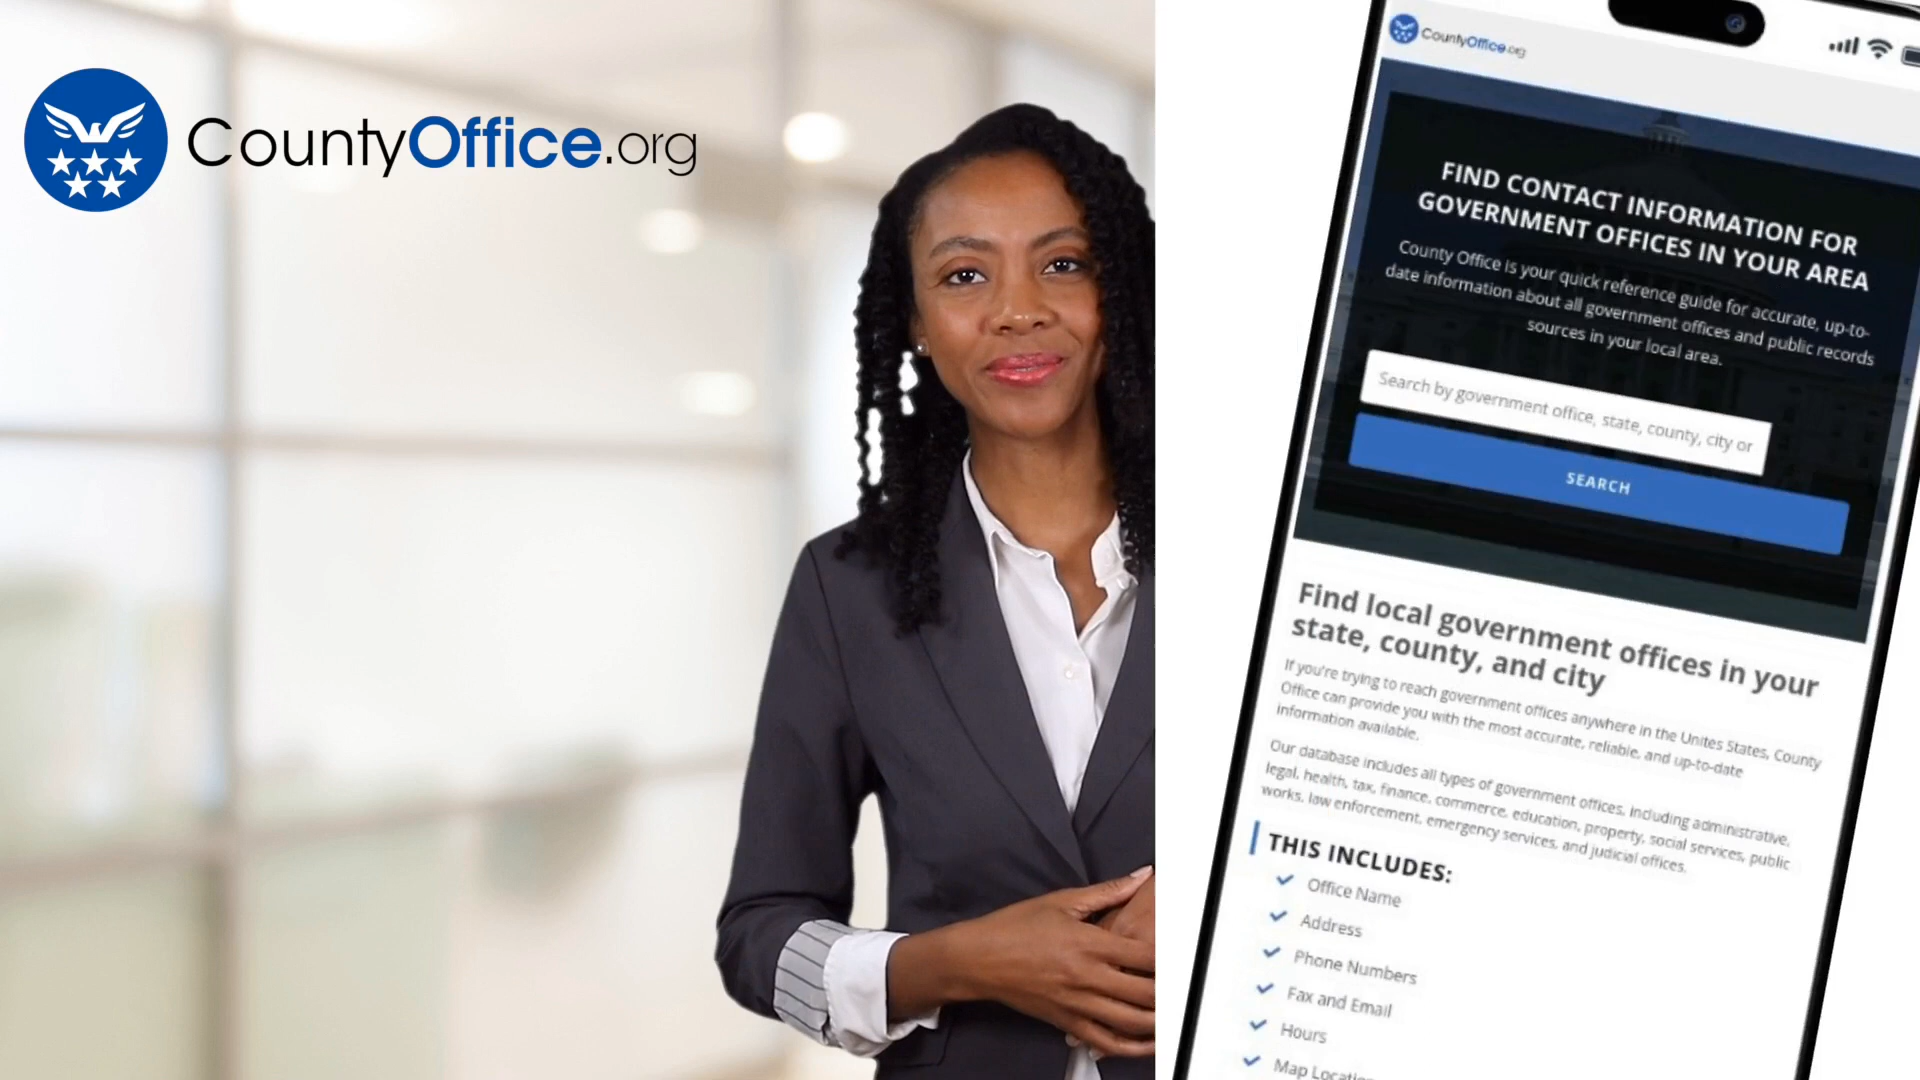 CountyOffice.org
CountyOffice.org
FIND CONTACT INFORMATION FOR
GOVERNMENT OFFICES IN YOUR AREA
County Office is your quick reference guide for accurate, up-to-
date information about all government offices and public records
sources in your local area.
Search by government office, state, county, city or
SEARCH
Find local government offices in your
state, county, and city
If you're trying to reach government offices anywhere in the Unites States, County
Office can provide you with the most accurate, reliable, and up-to-date
information available.
Our database includes all types of government offices, including administrative,
legal, health, tax, finance, commerce, education, property, social services, public
works, law enforcement, emergency services, and judicial offices.
THIS INCLUDES:
Office Name
Address
Phone Numbers
Fax and Email
Hours
Map